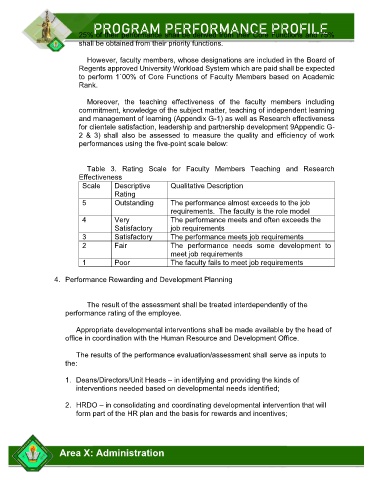 PROGRAM PERFORMANCE PROFILE
shall be obtained from their priority functions.
However, faculty members, whose designations are included in the Board of
Regents approved University Workload System which are paid shall be expected
to perform 1`00% of Core Functions of Faculty Members based on Academic
Rank.
Moreover, the teaching effectiveness of the faculty members including
commitment, knowledge of the subject matter, teaching of independent learning
and management of learning (Appendix G-1) as well as Research effectiveness
for clientele satisfaction, leadership and partnership development 9Appendic G-
2 & 3) shall also be assessed to measure the quality and efficiency of work
performances using the five-point scale below:
Table 3. Rating Scale for Faculty Members Teaching and Research
Effectiveness
Scale Descriptive Qualitative Description
Rating
5 Outstanding The performance almost exceeds to the job
requirements. The faculty is the role model
4 Very The performance meets and often exceeds the
Satisfactory job requirements
3 Satisfactory The performance meets job requirements
2 Fair The performance needs some development to
meet job requirements
1 Poor The faculty fails to meet job requirements
4. Performance Rewarding and Development Planning
The result of the assessment shall be treated interdependently of the
performance rating of the employee.
Appropriate developmental interventions shall be made available by the head of
office in coordination with the Human Resource and Development Office.
The results of the performance evaluation/assessment shall serve as inputs to
the:
1. Deans/Directors/Unit Heads – in identifying and providing the kinds of
interventions needed based on developmental needs identified;
2. HRDO – in consolidating and coordinating developmental intervention that will
form part of the HR plan and the basis for rewards and incentives;
Area X: Administration